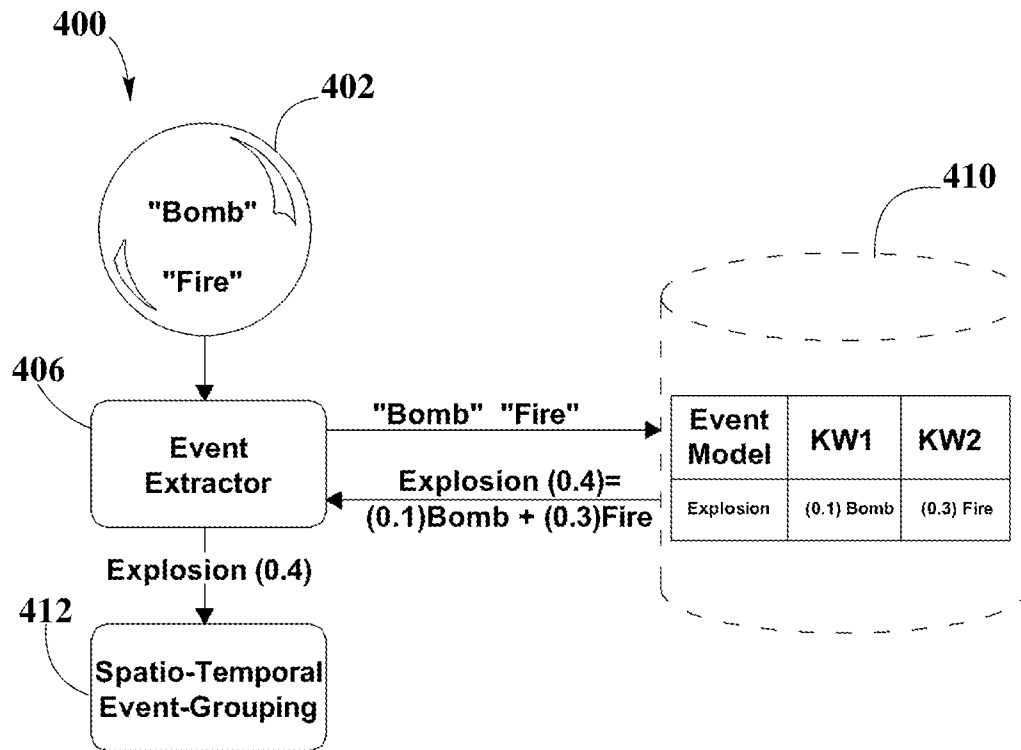 400
402
"Bomb"
"Fire"
410
406
Event
Extractor
"Bomb" "Fire"
Explosion (0.4)=
(0.1)Bomb + (0.3)Fire
Event
Model
KW1
KW2
Explosion
(0.1) Bomb
(0.3) Fire
Explosion (0.4)
412
Spatio-Temporal
Event-Grouping